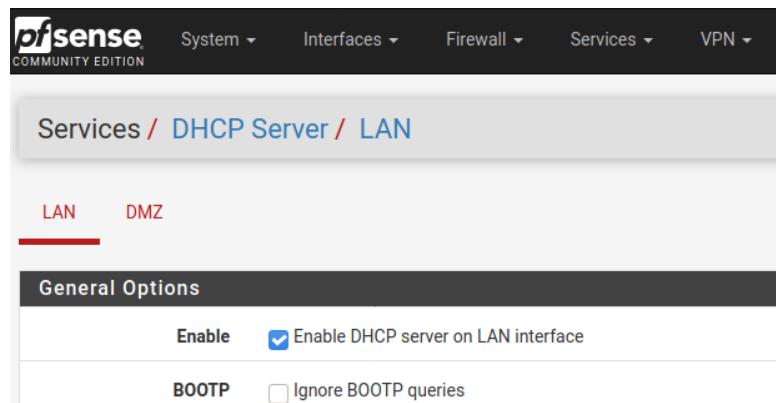 pfsense System Interfaces Firewall Services VPN
COMMUNITY EDITION
Services / DHCP Server / LAN
LAN DMZ
General Options
Enable Enable DHCP server on LAN interface
BOOTP Ignore BOOTP queries